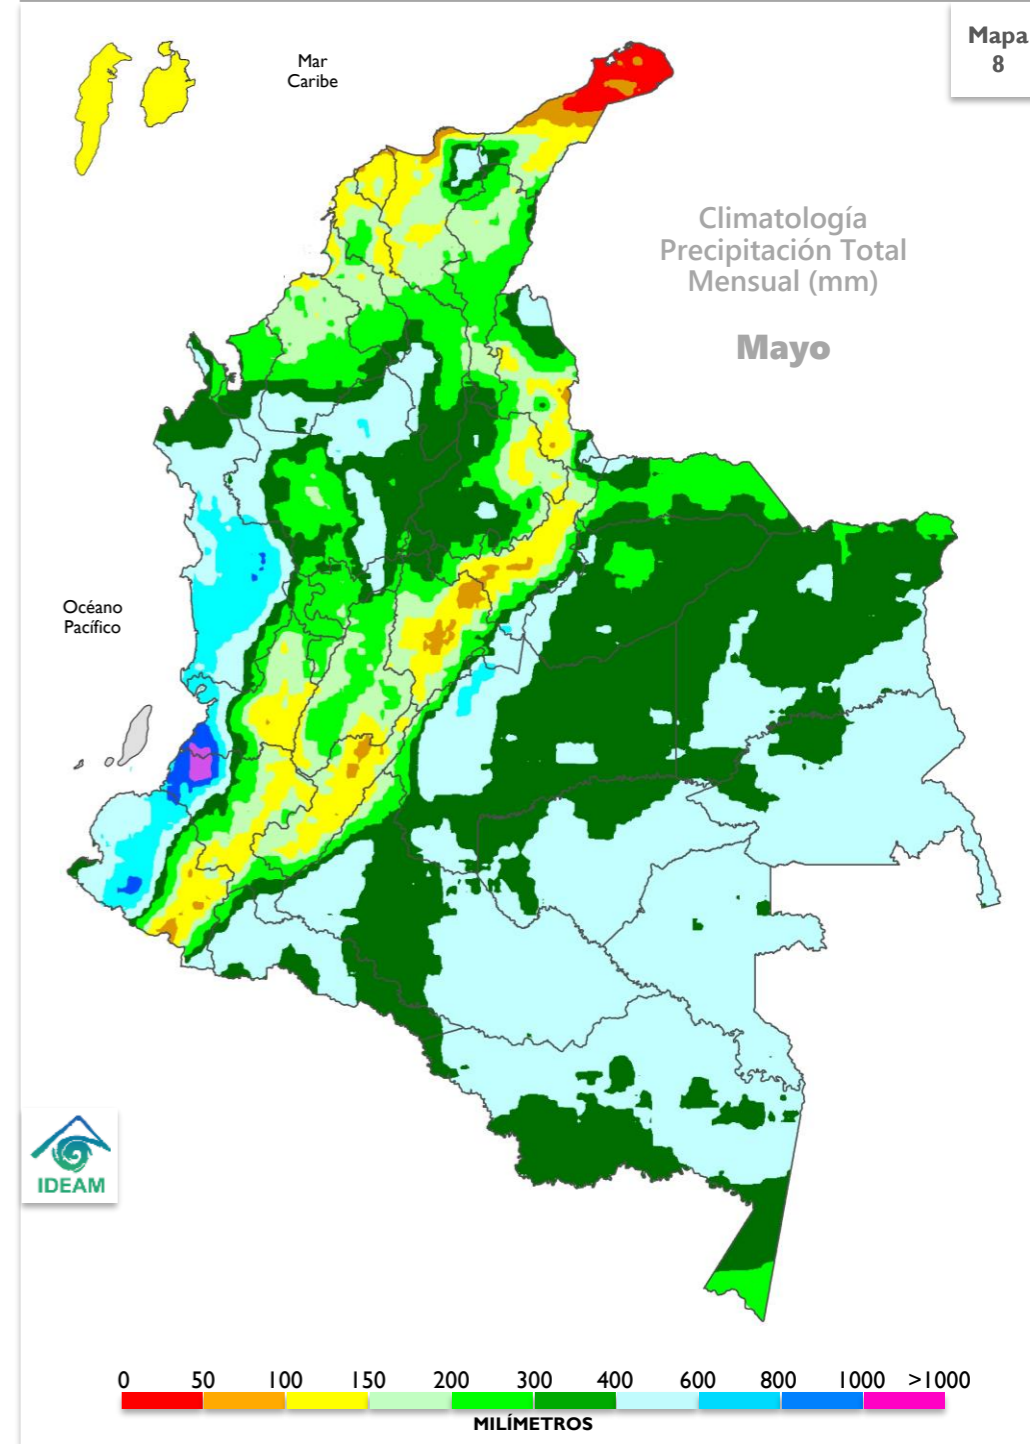 Mapa
8
Mar
Caribe
Climatología
Precipitación Total
Mensual (mm)
Mayo
Océano
Pacífico
IDEAM
0 50 100 150 200 300 400 600 800 1000 >1000
MILÍMETROS